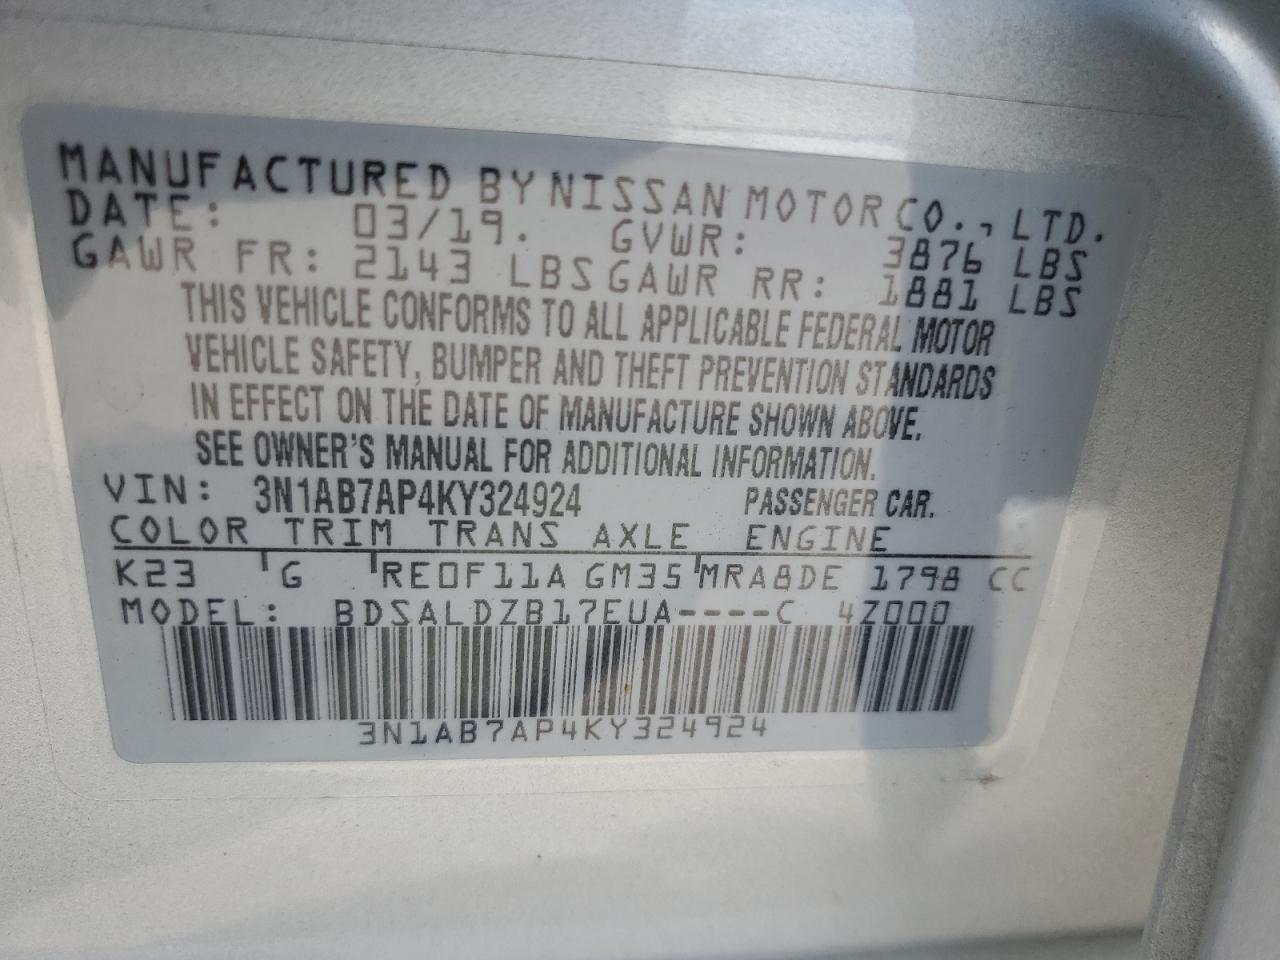 MANUFACTURED BY NISSAN MOTOR CO., LTD.
DATE: 03/19. GVWR: 3876 LBS
GAWR FR: 2143 LBS GAWR RR: 1881 LBS
THIS VEHICLE CONFORMS TO ALL APPLICABLE FEDERAL MOTOR
VEHICLE SAFETY, BUMPER AND THEFT PREVENTION STANDARDS
IN EFFECT ON THE DATE OF MANUFACTURE SHOWN ABOVE.
SEE OWNER'S MANUAL FOR ADDITIONAL INFORMATION.
VIN: 3N1AB7AP4KY324924 PASSENGER CAR.
COLOR TRIM TRANS AXLE ENGINE
K23 G RE0F11A GM35 MRA8DE 1798 CC
MODEL: BDSALDZB17EUA----C 4Z000
3N1AB7AP4KY324924